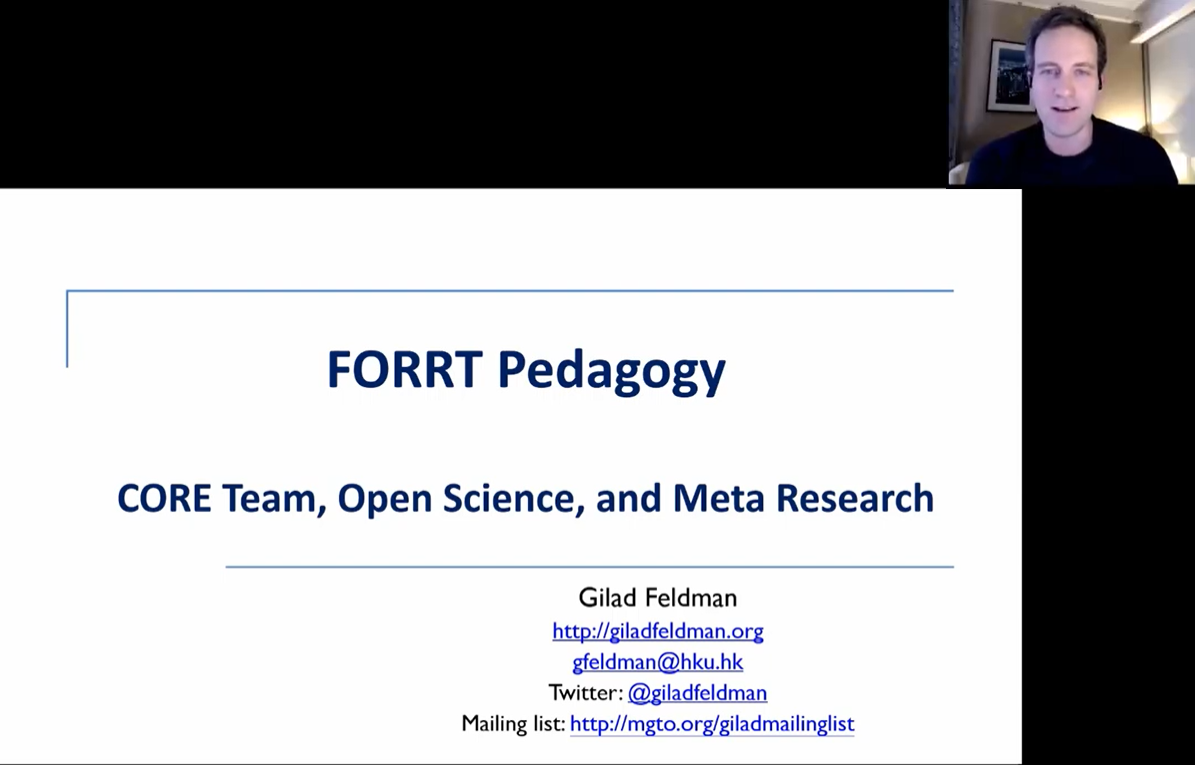 FORRT Pedagogy
CORE Team, Open Science, and Meta Research
Gilad Feldman
http://giladfeldman.org
gfeldman@hku.hk
Twitter: @giladfeldman
Mailing list: http://mgto.org/giladmailinglist